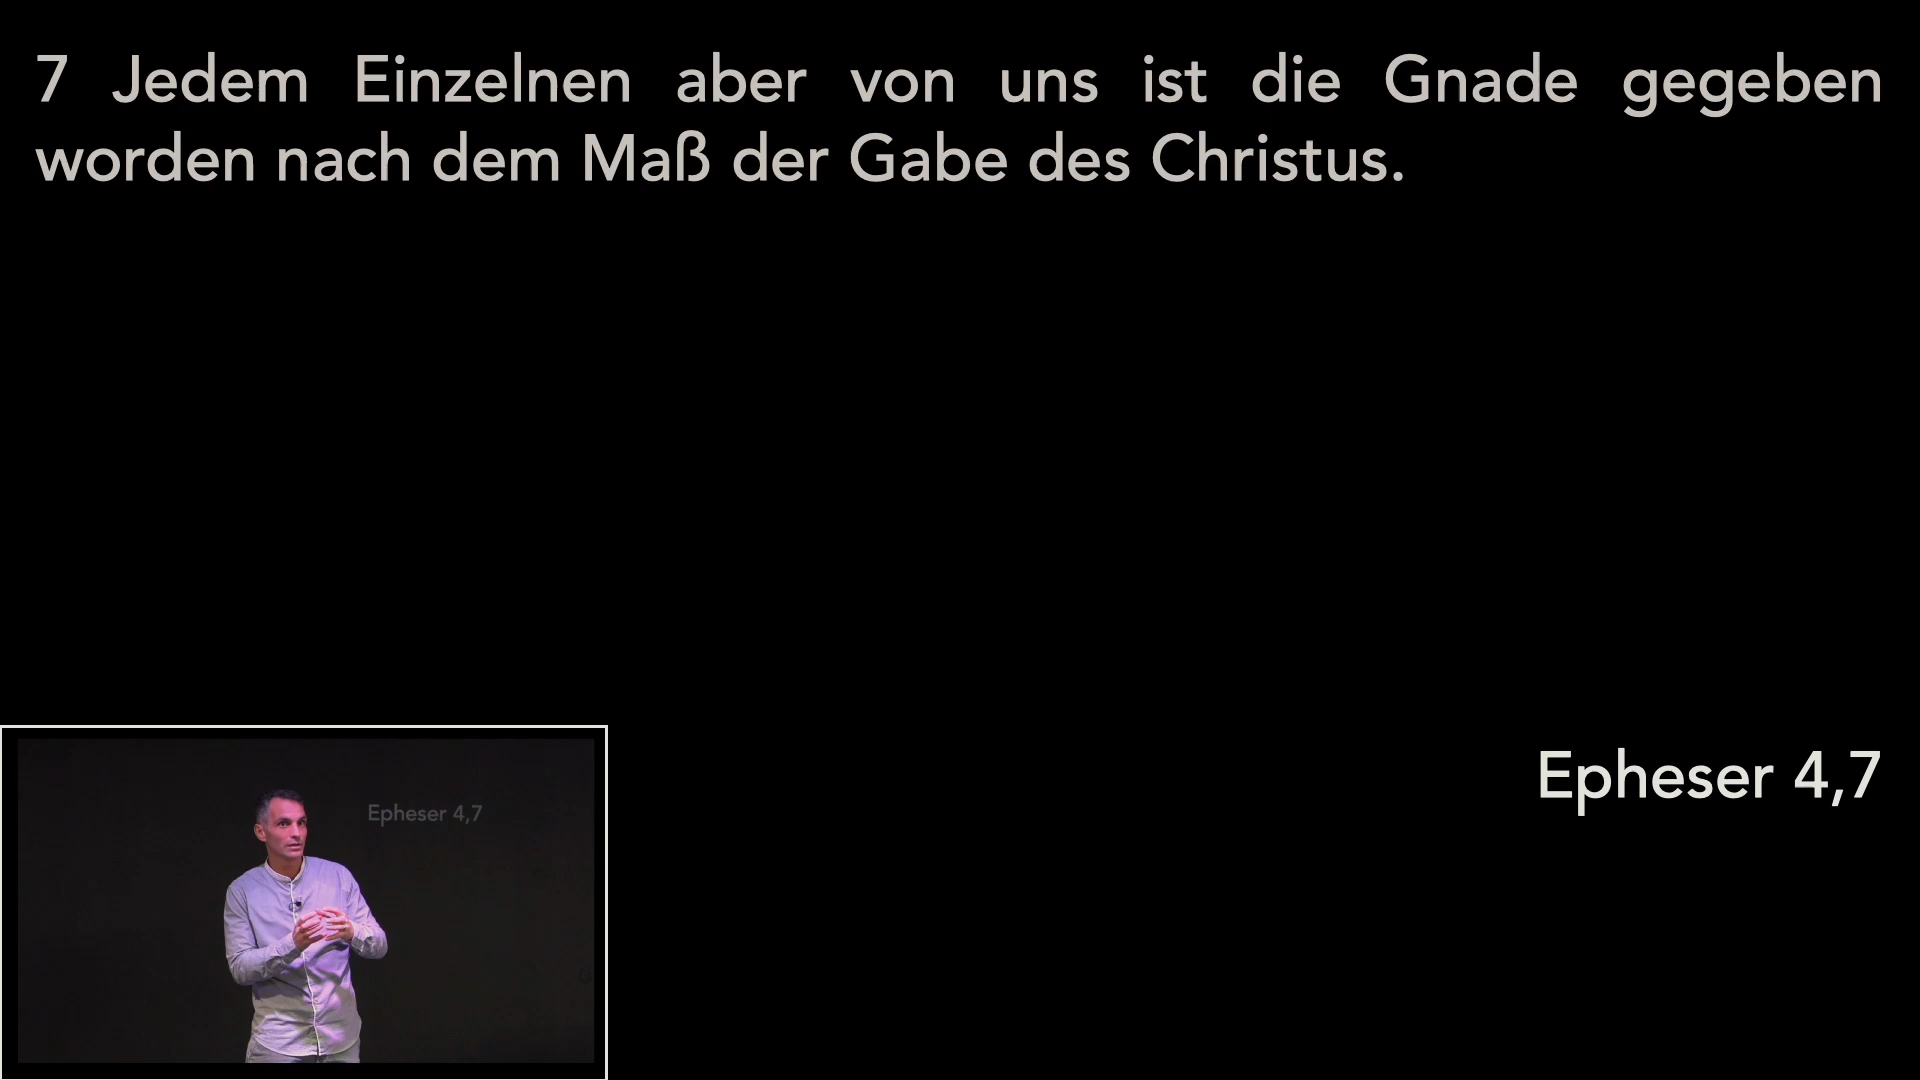 7 Jedem Einzelnen aber von uns ist die Gnade gegeben
worden nach dem Maß der Gabe des Christus.
Epheser 4,7
Epheser 4,7